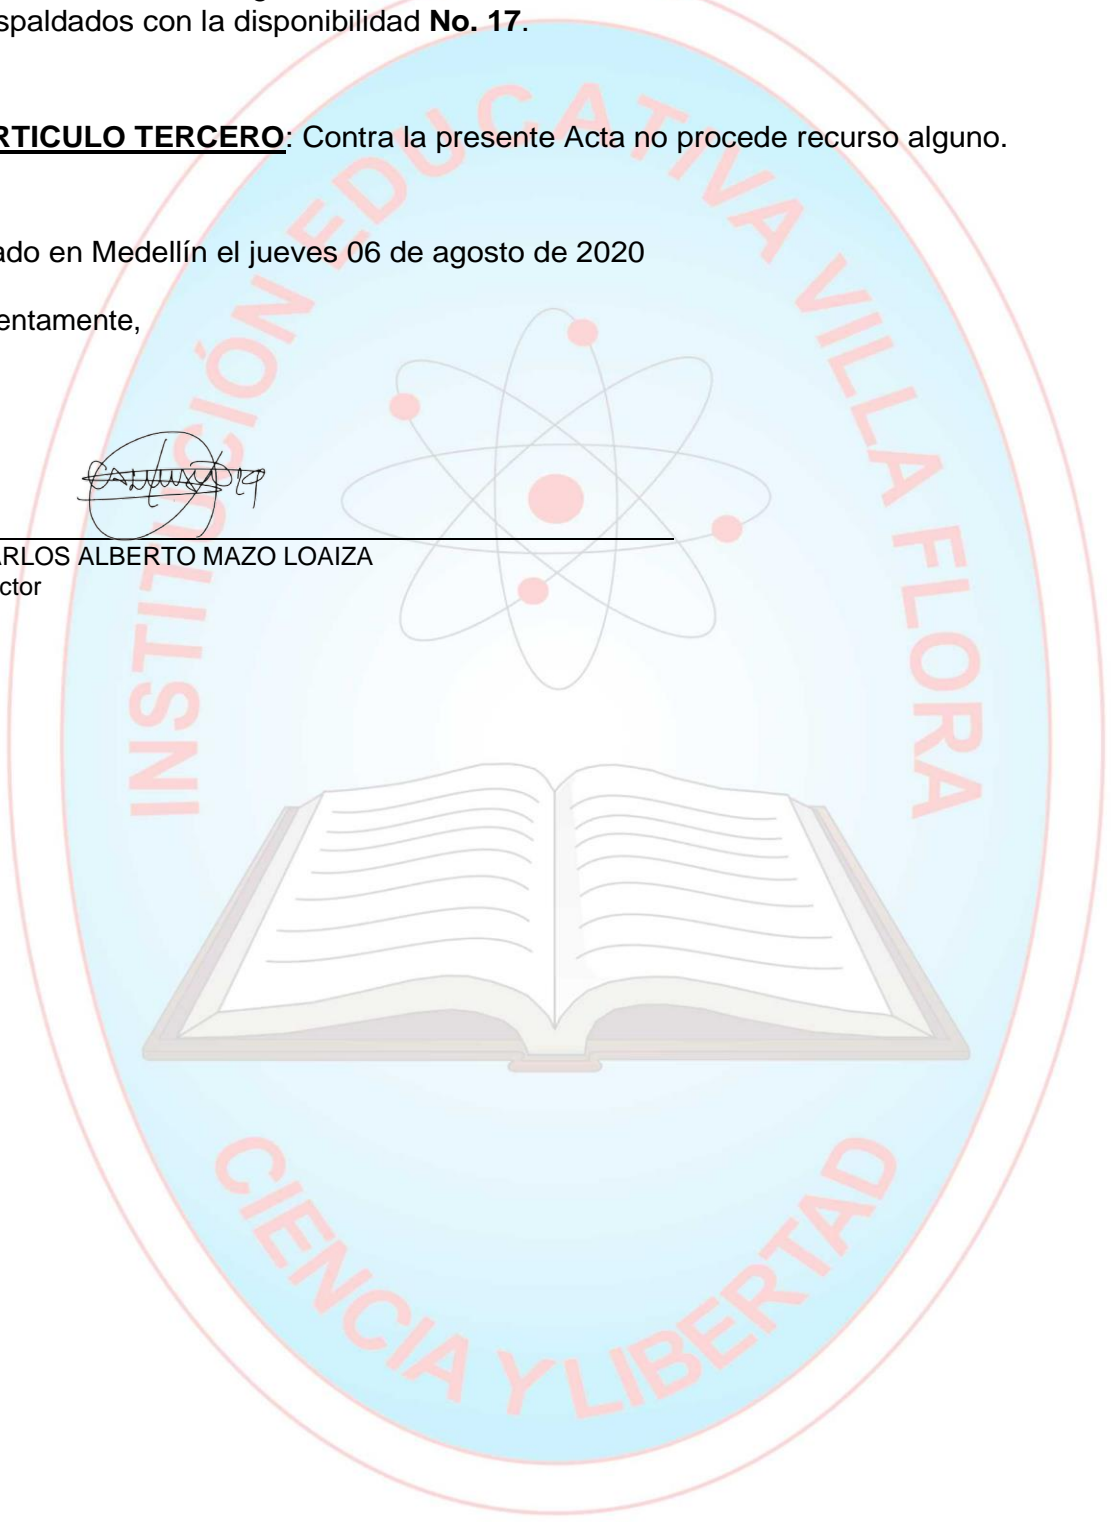 spaldados con la disponibilidad No. 17.
RTICULO TERCERO: Contra la presente Acta no procede recurso alguno.
ado en Medellín el jueves 06 de agosto de 2020
entamente,
ARLOS ALBERTO MAZO LOAIZA
ctor
INSTITUCIÓN EDUCATIVA VILLA FLORA
CIENCIA Y LIBERTAD